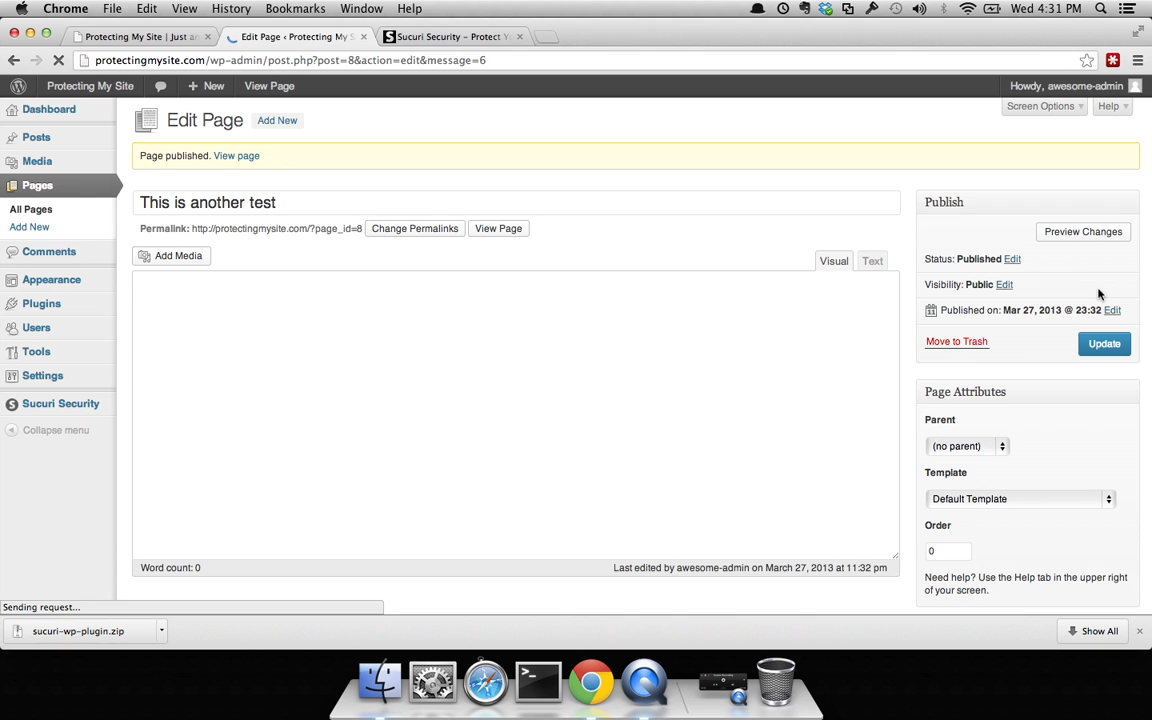 Chrome File Edit View History Bookmarks Window Help Wed 4:31 PM
Protecting My Site | Just an × Edit Page ‹ Protecting My S × Sucuri Security – Protect Y ×
protectingmysite.com/wp-admin/post.php?post=8&action=edit&message=6
Protecting My Site + New View Page Howdy, awesome-admin
Screen Options Help
Dashboard
Posts
Media
Pages
All Pages
Add New
Comments
Appearance
Plugins
Users
Tools
Settings
Sucuri Security
Collapse menu
Edit Page Add New
Page published. View page
This is another test
Permalink: http://protectingmysite.com/?page_id=8 Change Permalinks View Page
Add Media Visual Text
Word count: 0 Last edited by awesome-admin on March 27, 2013 at 11:32 pm
Publish
Preview Changes
Status: Published Edit
Visibility: Public Edit
Published on: Mar 27, 2013 @ 23:32 Edit
Move to Trash Update
Page Attributes
Parent
(no parent)
Template
Default Template
Order
0
Need help? Use the Help tab in the upper right
of your screen.
Sending request...
sucuri-wp-plugin.zip Show All ×